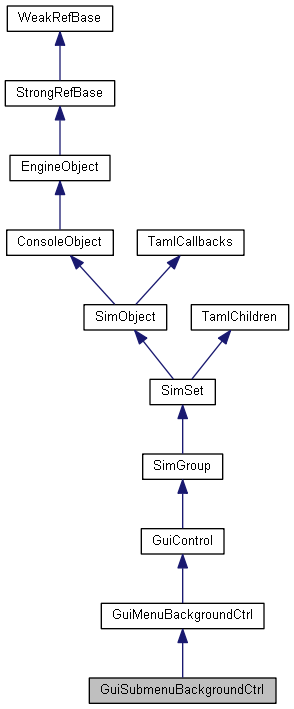 WeakRefBase
StrongRefBase
EngineObject
ConsoleObject
TamlCallbacks
SimObject
TamlChildren
SimSet
SimGroup
GuiControl
GuiMenuBackgroundCtrl
GuiSubmenuBackgroundCtrl